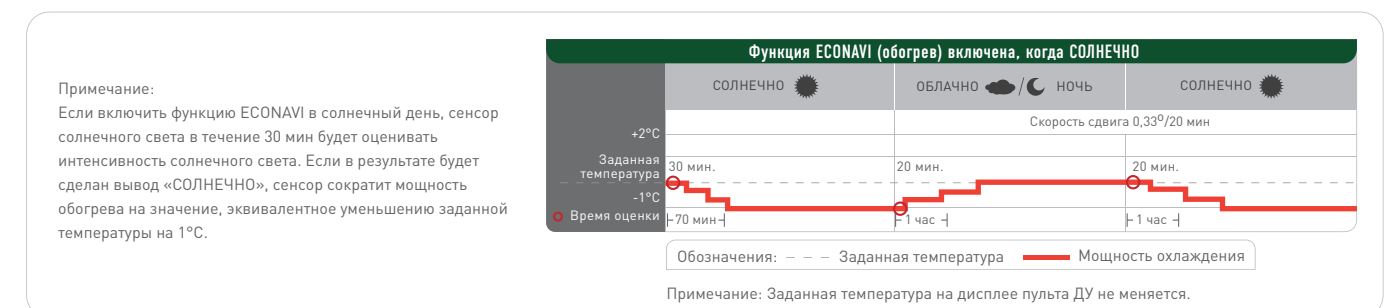 Примечание:
Если включить функцию ECONAVI в солнечный день, сенсор
солнечного света в течение 30 мин будет оценивать
интенсивность солнечного света. Если в результате будет
сделан вывод «СОЛНЕЧНО», сенсор сократит мощность
обогрева на значение, эквивалентное уменьшению заданной
температуры на 1°C.
Функция ECONAVI (обогрев) включена, когда СОЛНЕЧНО
СОЛНЕЧНО
ОБЛАЧНО / НОЧЬ
СОЛНЕЧНО
Скорость сдвига 0,33⁰/20 мин
+2°C
Заданная
температура
30 мин.
20 мин.
20 мин.
-1°C
Время оценки
70 мин
1 час
1 час
Обозначения: – – – Заданная температура
Мощность охлаждения
Примечание: Заданная температура на дисплее пульта ДУ не меняется.